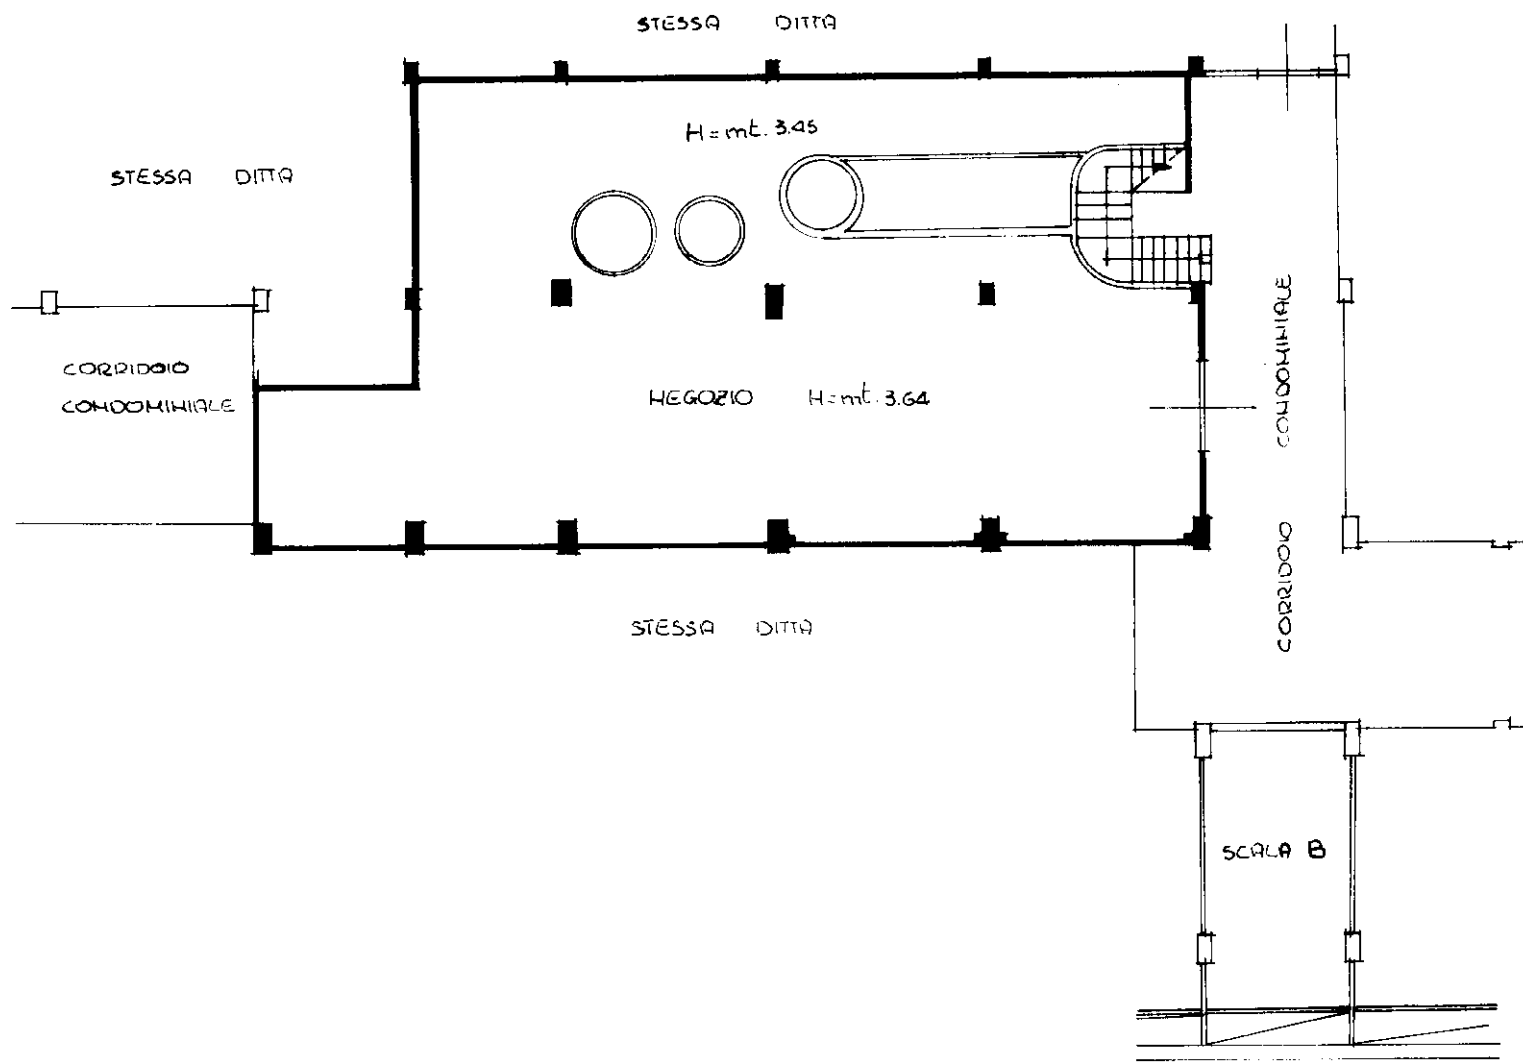 STESSA DITTA
H=mt. 3.45
STESSA DITTA
CORRIDOIO
CONDOMINIALE
NEGOZIO H=mt. 3.64
CORRIDOIO CONDOMINIALE
STESSA DITTA
SCALA B